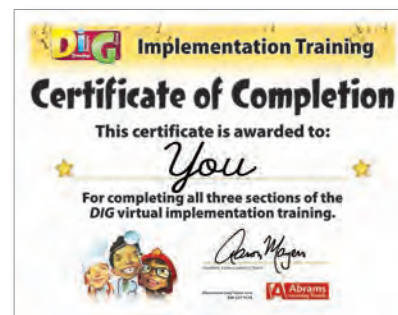 DIG Implementation Training
Certificate of Completion
This certificate is awarded to:
You
For completing all three sections of the
DIG virtual implementation training.
Abrams